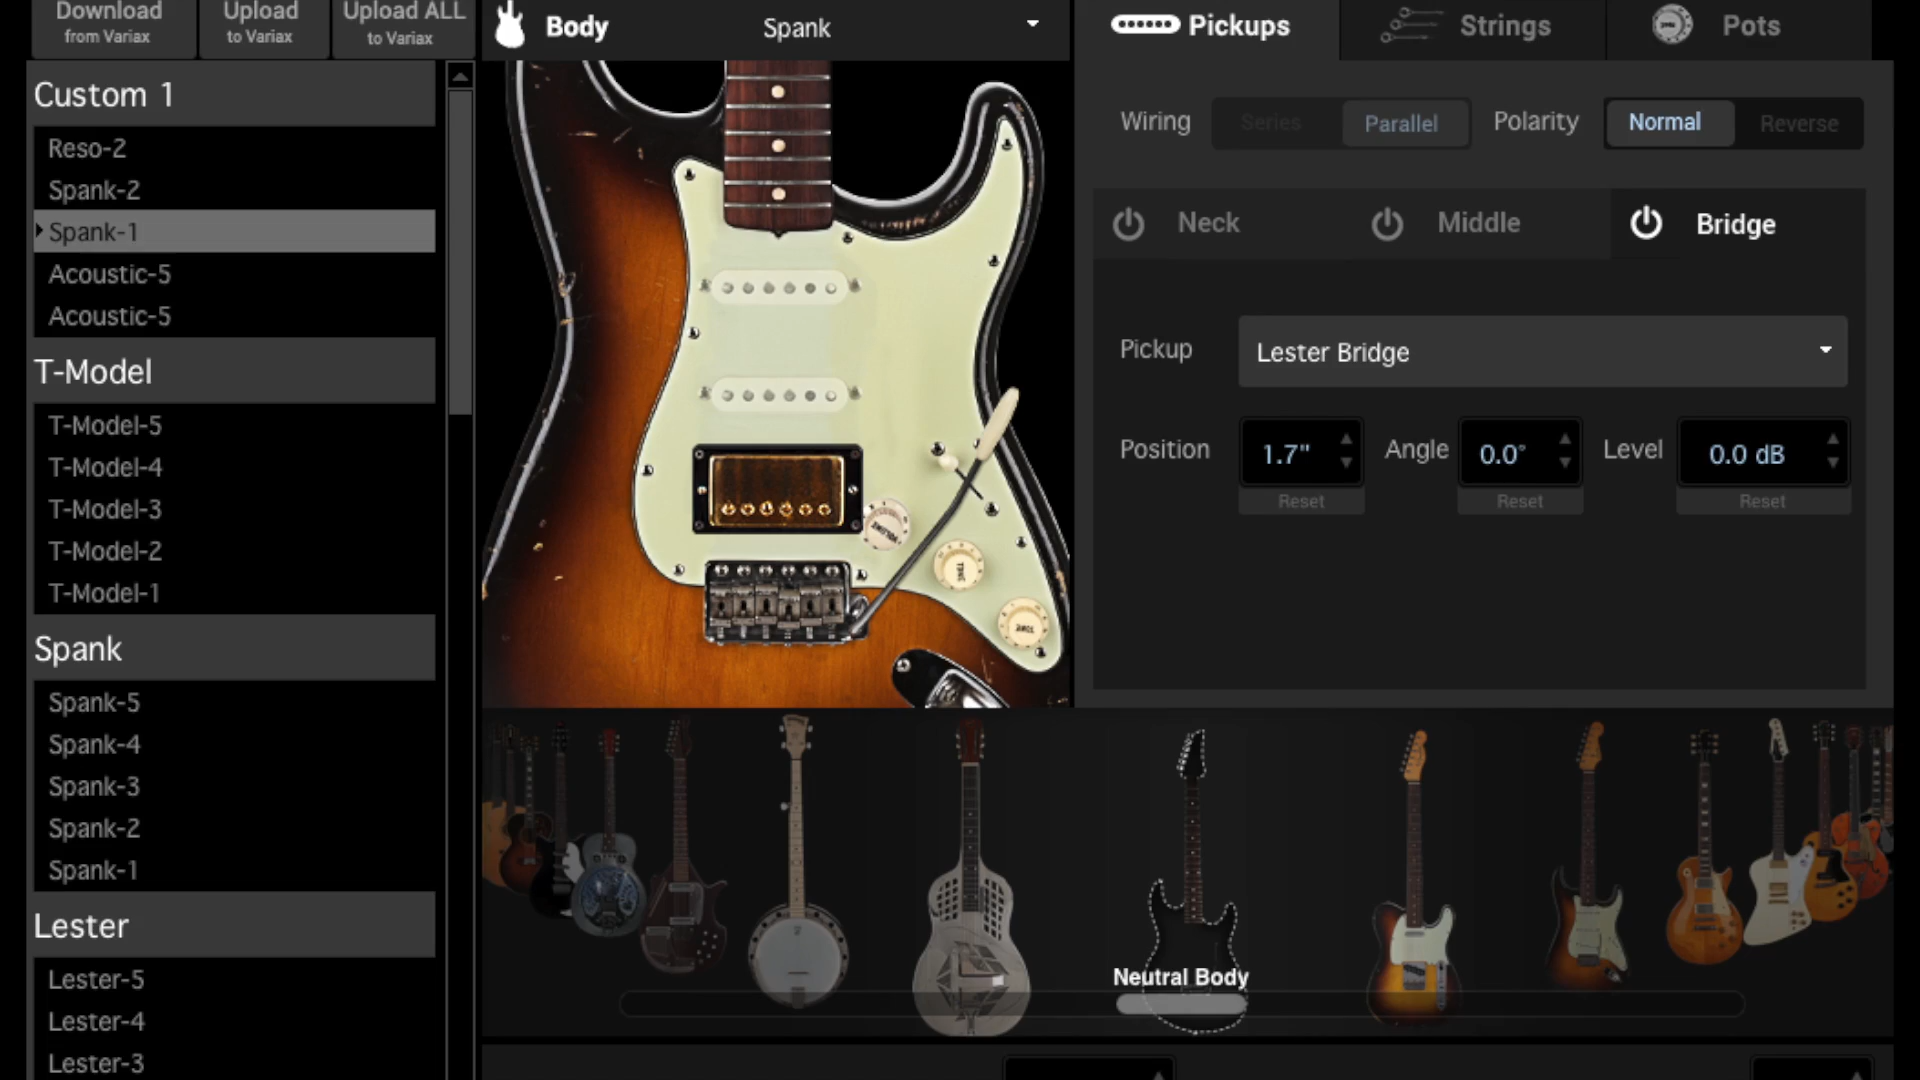 Download
from Variax
Upload
to Variax
Upload ALL
to Variax
Custom 1
Reso-2
Spank-2
Spank-1
Acoustic-5
Acoustic-5
T-Model
T-Model-5
T-Model-4
T-Model-3
T-Model-2
T-Model-1
Spank
Spank-5
Spank-4
Spank-3
Spank-2
Spank-1
Lester
Lester-5
Lester-4
Lester-3
Body
Spank
VOLUME
TONE
TONE
Neutral Body
Pickups
Strings
Pots
Wiring
Series
Parallel
Polarity
Normal
Reverse
Neck
Middle
Bridge
Pickup
Lester Bridge
Position
1.7"
Reset
Angle
0.0°
Reset
Level
0.0 dB
Reset